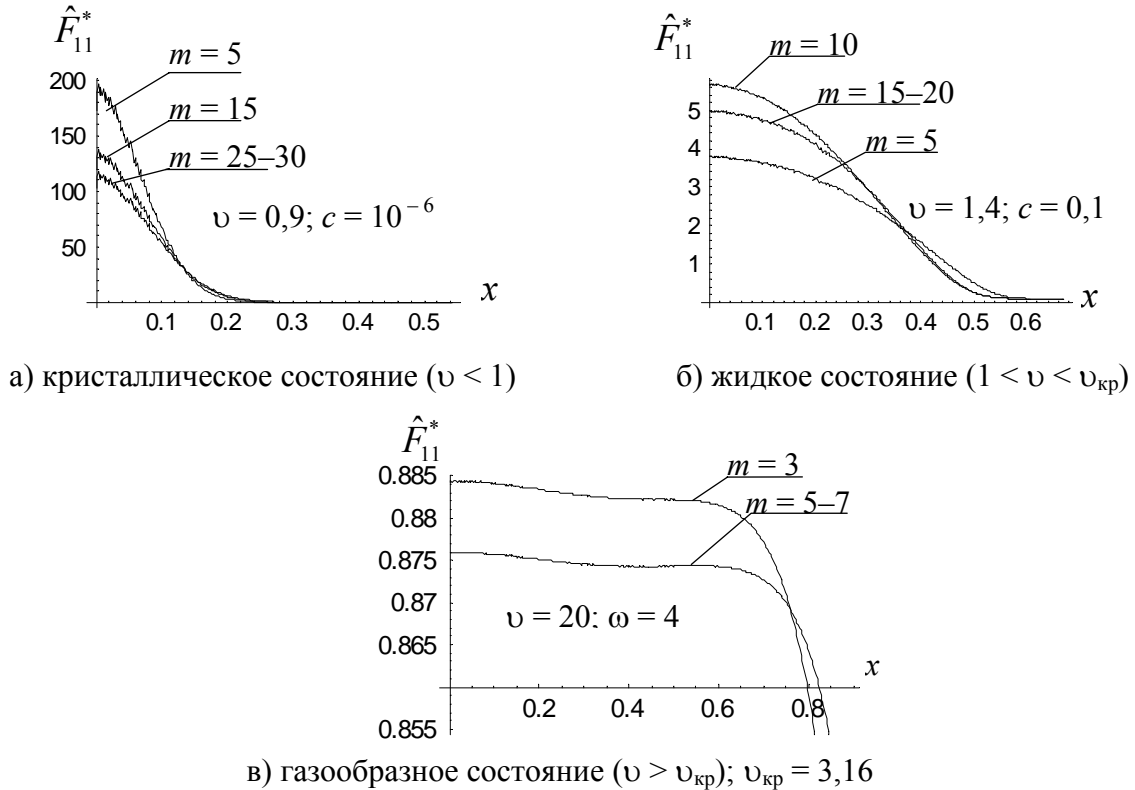 F̂*₁₁
m = 5
200
m = 15
150
m = 25–30
100
υ = 0,9; c = 10⁻⁶
50
x
0.1 0.2 0.3 0.4 0.5
а) кристаллическое состояние (υ < 1)
F̂*₁₁
m = 10
5
m = 15–20
4
m = 5
3
υ = 1,4; c = 0,1
2
1
x
0.1 0.2 0.3 0.4 0.5 0.6
б) жидкое состояние (1 < υ < υкр)
F̂*₁₁
0.885
m = 3
0.88
m = 5–7
0.875
0.87
υ = 20; ω = 4
0.865
x
0.2 0.4 0.6 0.8
0.855
в) газообразное состояние (υ > υкр); υкр = 3,16